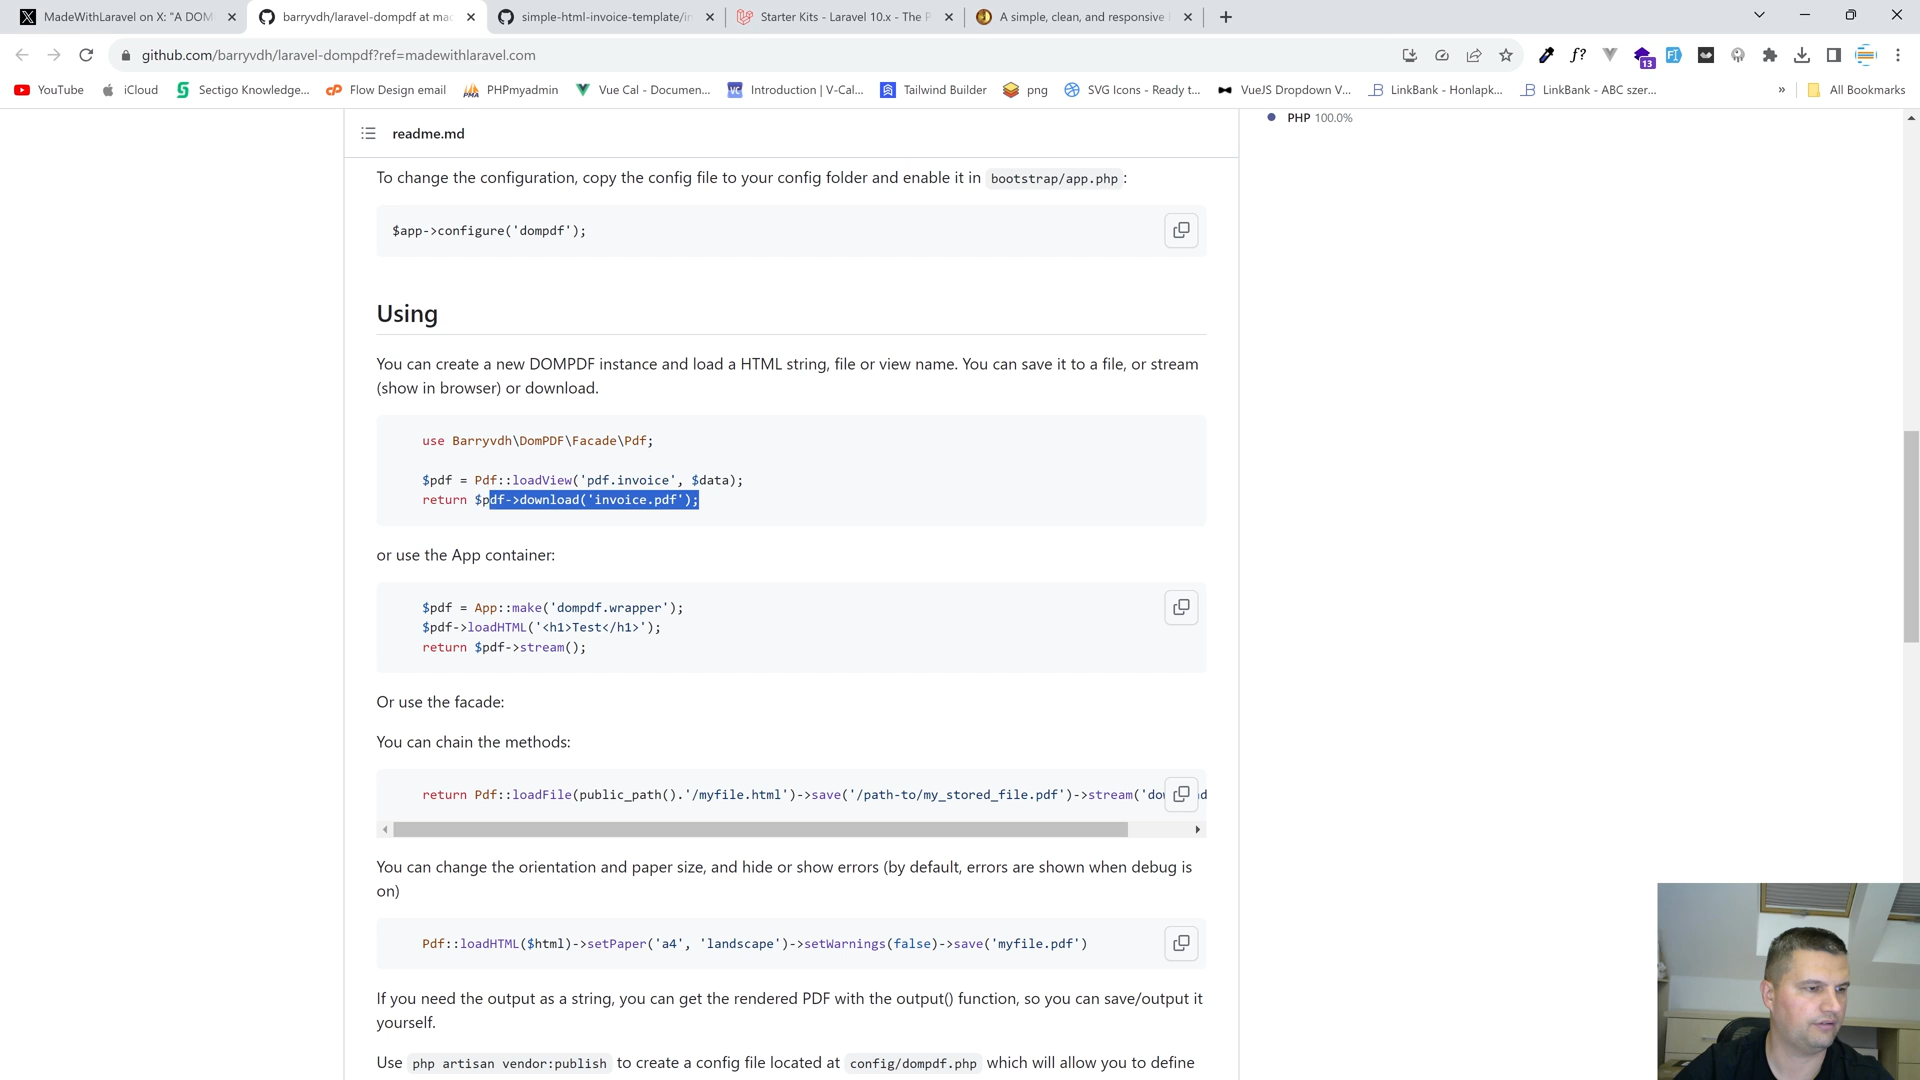 MadeWithLaravel on X: "A DOM
barryvdh/laravel-dompdf at ma
simple-html-invoice-template/in
Starter Kits - Laravel 10.x - The P
A simple, clean, and responsive
github.com/barryvdh/laravel-dompdf?ref=madewithlaravel.com
f?
13
YouTube
iCloud
Sectigo Knowledge...
Flow Design email
PHPmyadmin
Vue Cal - Documen...
Introduction | V-Cal...
Tailwind Builder
png
SVG Icons - Ready t...
VueJS Dropdown V...
LinkBank - Honlapk...
LinkBank - ABC szer...
»
All Bookmarks
readme.md
PHP 100.0%
To change the configuration, copy the config file to your config folder and enable it in bootstrap/app.php:
$app->configure('dompdf');
Using
You can create a new DOMPDF instance and load a HTML string, file or view name. You can save it to a file, or stream
(show in browser) or download.
use Barryvdh\DomPDF\Facade\Pdf;
$pdf = Pdf::loadView('pdf.invoice', $data);
return $pdf->download('invoice.pdf');
or use the App container:
$pdf = App::make('dompdf.wrapper');
$pdf->loadHTML('<h1>Test</h1>');
return $pdf->stream();
Or use the facade:
You can chain the methods:
return Pdf::loadFile(public_path().'/myfile.html')->save('/path-to/my_stored_file.pdf')->stream('
You can change the orientation and paper size, and hide or show errors (by default, errors are shown when debug is
on)
Pdf::loadHTML($html)->setPaper('a4', 'landscape')->setWarnings(false)->save('myfile.pdf')
If you need the output as a string, you can get the rendered PDF with the output() function, so you can save/output it
yourself.
Use php artisan vendor:publish to create a config file located at config/dompdf.php which will allow you to define